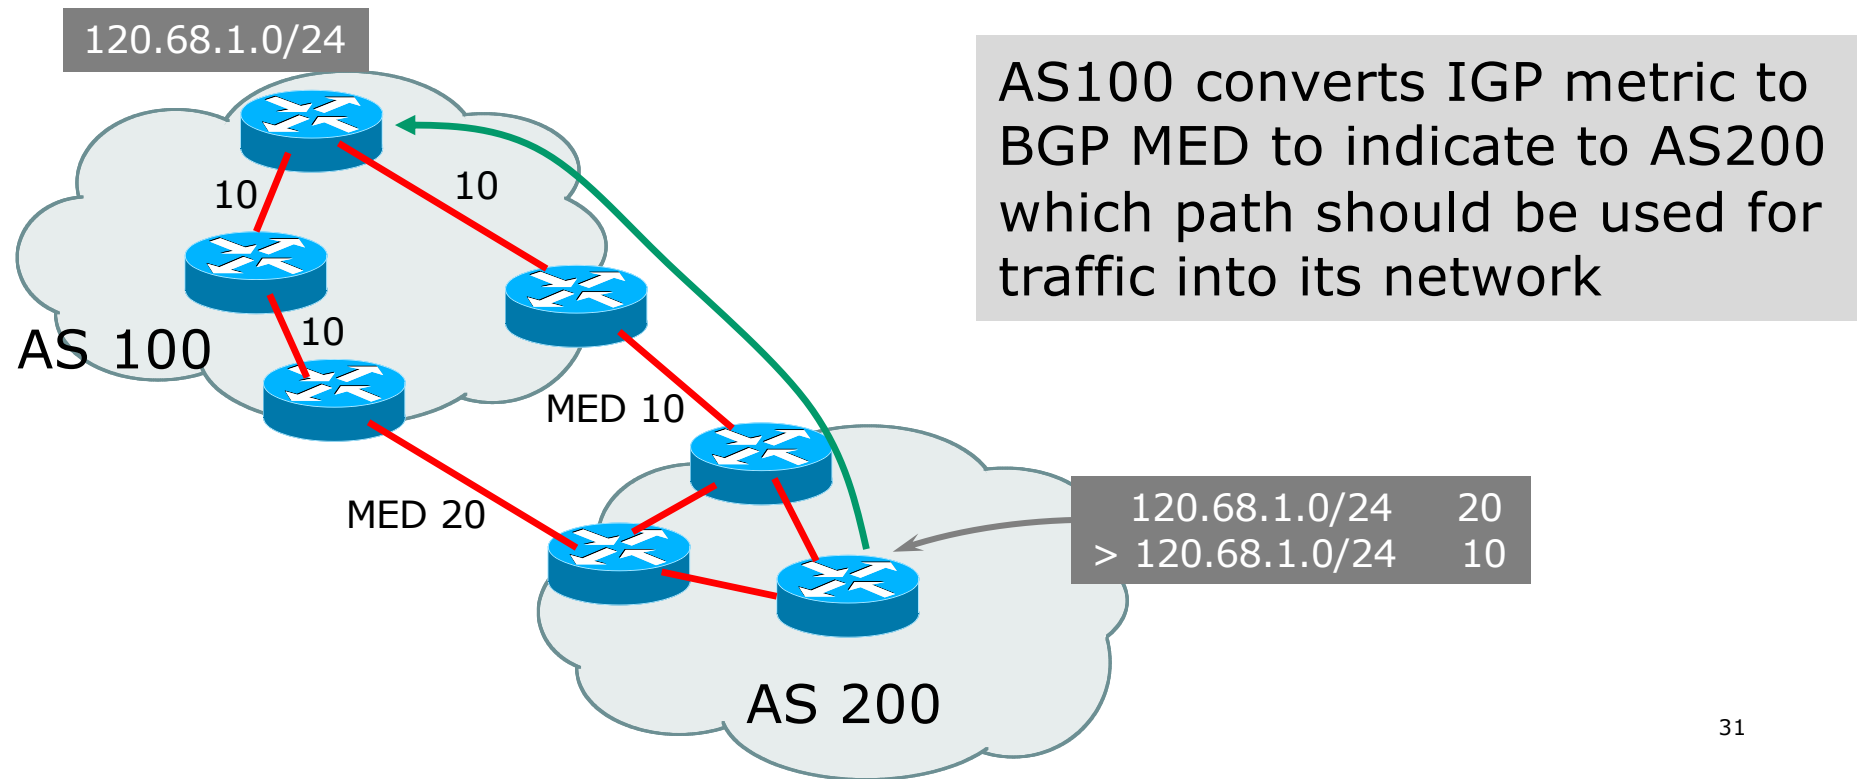 120.68.1.0/24
AS100 converts IGP metric to
BGP MED to indicate to AS200
which path should be used for
traffic into its network
10
10
10
AS 100
MED 10
MED 20
120.68.1.0/24 20
> 120.68.1.0/24 10
AS 200
31